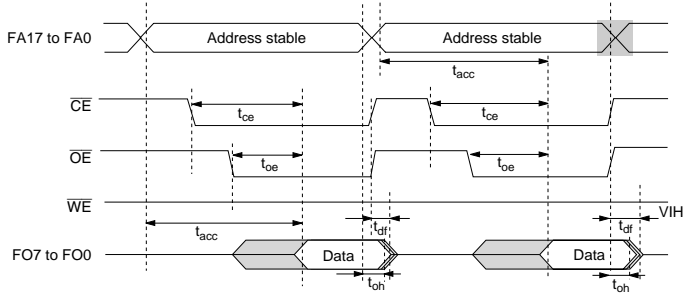 FA17 to FA0 Address stable Address stable
tacc
CE tce tce
OE toe toe
WE VIH
tacc tdf tdf
FO7 to FO0 Data Data
toh toh